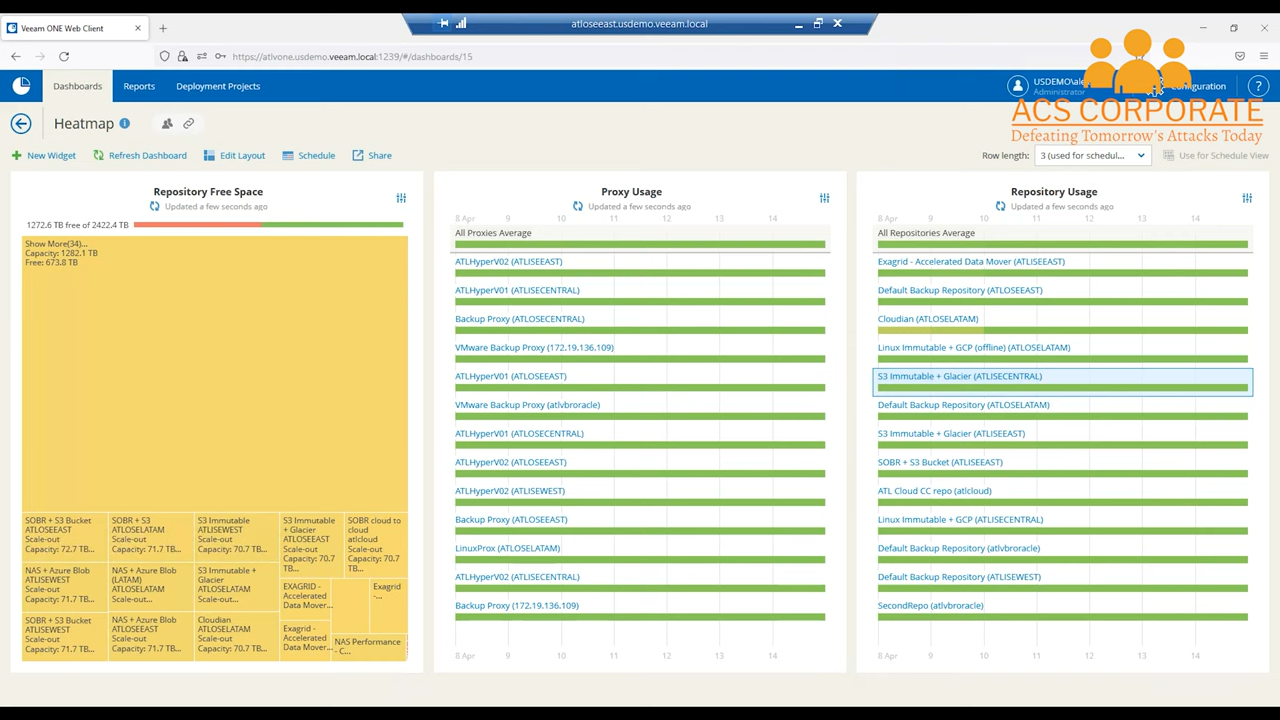 Veeam ONE Web Client
atloseeast.usdemo.veeam.local
https://atlvone.usdemo.veeam.local:1239/#/dashboards/15
Dashboards
Reports
Deployment Projects
Administrator
Configuration
?
ACS CORPORATE
Defeating Tomorrow's Attacks Today
Heatmap
New Widget
Refresh Dashboard
Edit Layout
Schedule
Share
Row length:
3 (used for schedul...
Use for Schedule View
Repository Free Space
Updated a few seconds ago
1272.6 TB free of 2422.4 TB
Show More(34)...
Capacity: 1282.1 TB
Free: 673.8 TB
SOBR + S3 Bucket
ATLOSEEAST
Scale-out
Capacity: 72.7 TB...
SOBR + S3
ATLOSELATAM
Scale-out
Capacity: 71.7 TB...
S3 Immutable
ATLISEWEST
Scale-out
Capacity: 70.7 TB...
S3 Immutable
+ Glacier
ATLOSEEAST
Scale-out
Capacity: 70.7
TB...
SOBR cloud to
cloud
atlcloud
Scale-out
Capacity: 70.7
TB...
NAS + Azure Blob
ATLISEWEST
Scale-out
Capacity: 71.7 TB...
NAS + Azure Blob
(LATAM)
ATLOSELATAM
Scale-out...
S3 Immutable +
Glacier
ATLOSELATAM
Scale-out...
EXAGRID -
Accelerated
Data Mover...
Exagrid
-...
SOBR + S3 Bucket
ATLISEWEST
Scale-out
Capacity: 71.7 TB...
NAS + Azure Blob
ATLOSEEAST
Scale-out
Capacity: 71.7 TB...
Cloudian
ATLOSELATAM
Scale-out
Capacity: 70.7 TB...
Exagrid -
Accelerated
Data Mover...
NAS Performance
- C...
Proxy Usage
Updated a few seconds ago
8 Apr 9 10 11 12 13 14
All Proxies Average
ATLHyperV02 (ATLISEEAST)
ATLHyperV01 (ATLISECENTRAL)
Backup Proxy (ATLOSECENTRAL)
VMware Backup Proxy (172.19.136.109)
ATLHyperV01 (ATLOSEEAST)
VMware Backup Proxy (atlvbroracle)
ATLHyperV01 (ATLOSECENTRAL)
ATLHyperV02 (ATLOSEEAST)
ATLHyperV02 (ATLISEWEST)
Backup Proxy (ATLOSEEAST)
LinuxProx (ATLOSELATAM)
ATLHyperV02 (ATLISECENTRAL)
Backup Proxy (172.19.136.109)
8 Apr 9 10 11 12 13 14
Repository Usage
Updated a few seconds ago
8 Apr 9 10 11 12 13 14
All Repositories Average
Exagrid - Accelerated Data Mover (ATLISEEAST)
Default Backup Repository (ATLOSEEAST)
Cloudian (ATLOSELATAM)
Linux Immutable + GCP (offline) (ATLOSELATAM)
S3 Immutable + Glacier (ATLISECENTRAL)
Default Backup Repository (ATLOSELATAM)
S3 Immutable + Glacier (ATLISEEAST)
SOBR + S3 Bucket (ATLISEEAST)
ATL Cloud CC repo (atlcloud)
Linux Immutable + GCP (ATLISECENTRAL)
Default Backup Repository (atlvbroracle)
Default Backup Repository (ATLISEWEST)
SecondRepo (atlvbroracle)
8 Apr 9 10 11 12 13 14